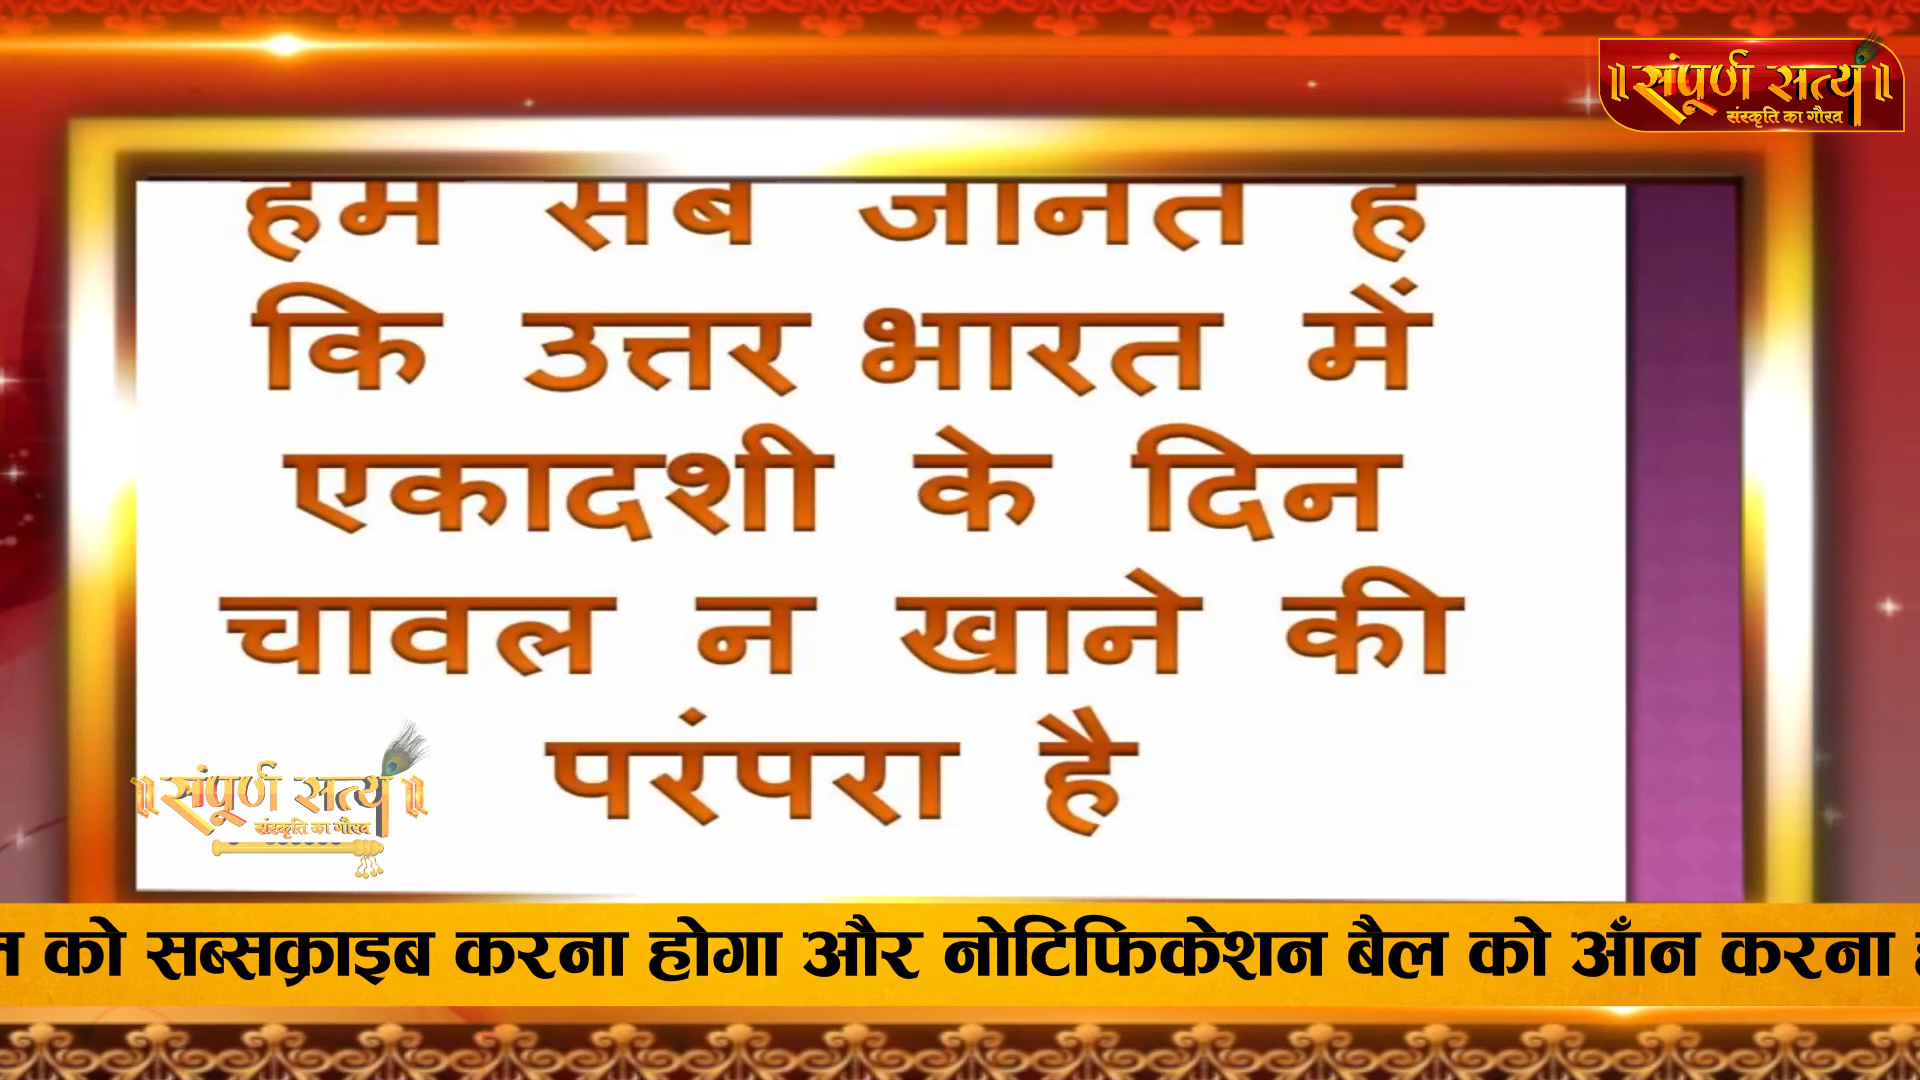 ॥संपूर्ण सत्य॥
संस्कृति का गौरव
हम सब जानते हैं
कि उत्तर भारत में
एकादशी के दिन
चावल न खाने की
परंपरा है
॥संपूर्ण सत्य॥
संस्कृति का गौरव
को सब्सक्राइब करना होगा और नोटिफिकेशन बैल को ऑन करना